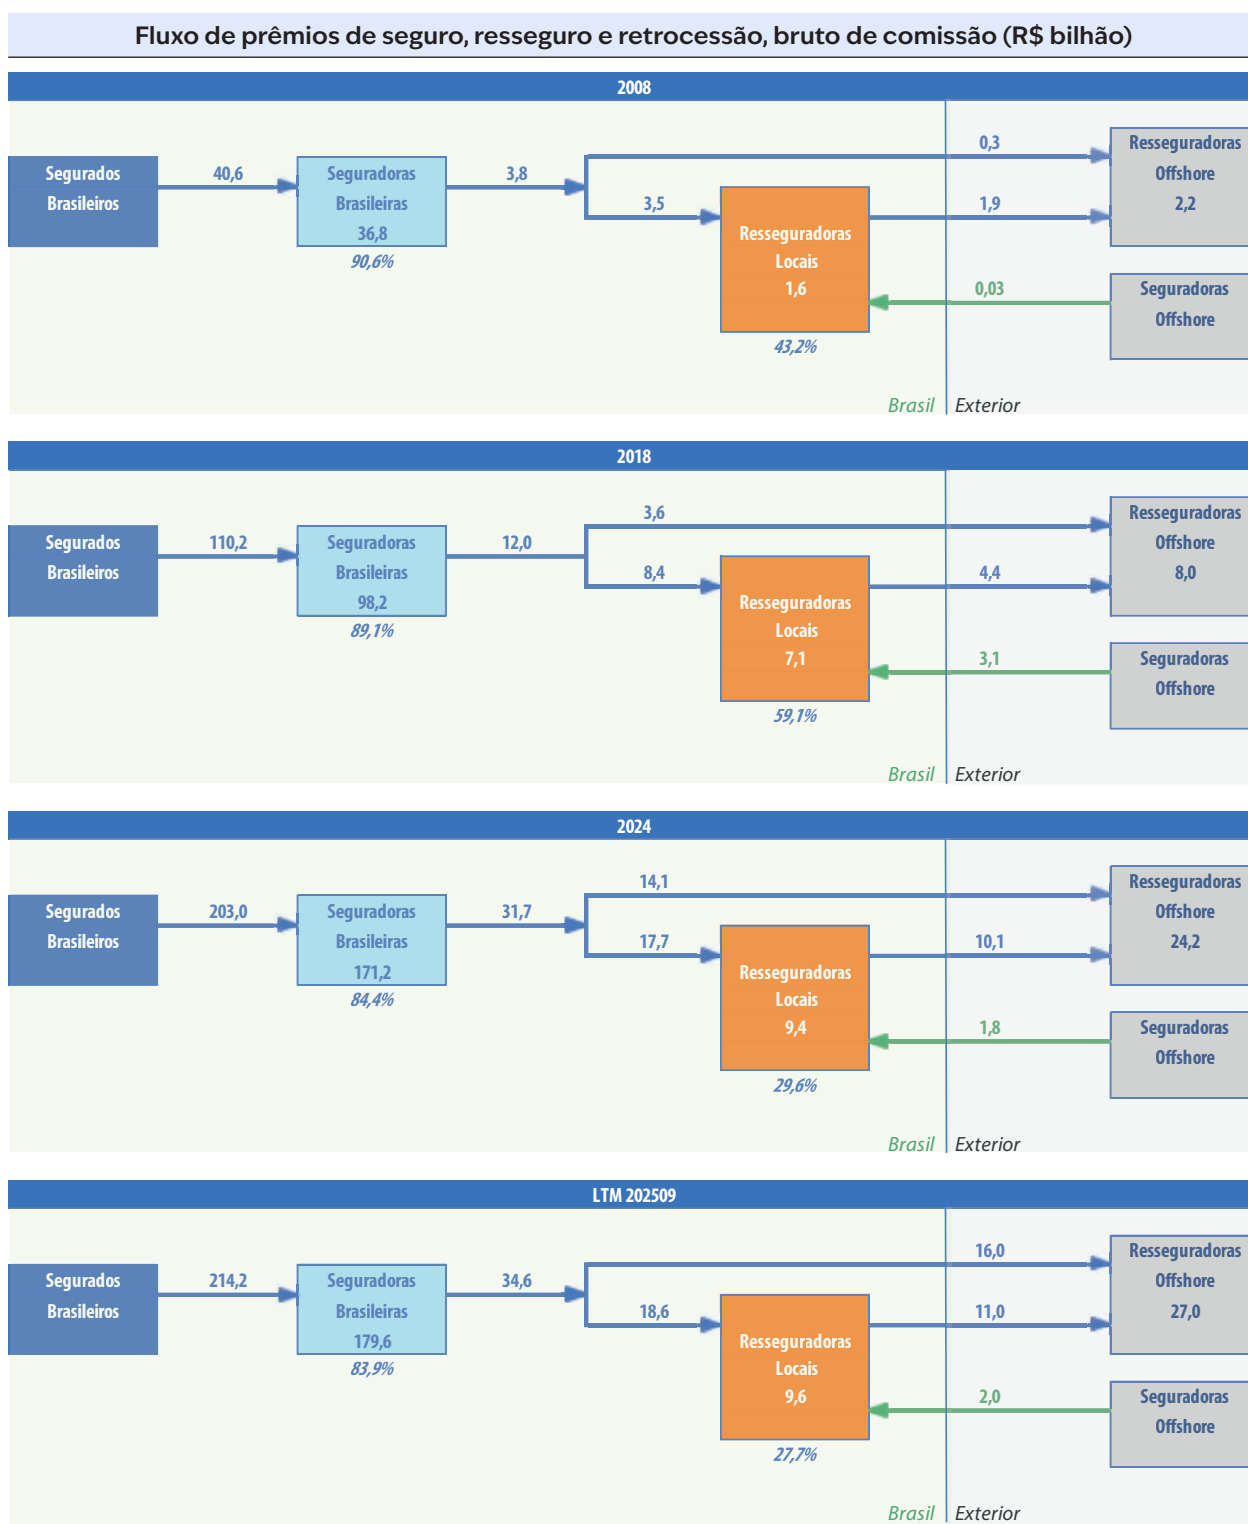 Fluxo de prêmios de seguro, resseguro e retrocessão, bruto de comissão (R$ bilhão)
2008
Segurados
Brasileiros
40,6
Seguradoras
Brasileiras
36,8
90,6%
3,8
0,3
3,5
Resseguradoras
Locais
1,6
43,2%
1,9
0,03
Resseguradoras
Offshore
2,2
Seguradoras
Offshore
Brasil
Exterior
2018
Segurados
Brasileiros
110,2
Seguradoras
Brasileiras
98,2
89,1%
12,0
3,6
8,4
Resseguradoras
Locais
7,1
59,1%
4,4
3,1
Resseguradoras
Offshore
8,0
Seguradoras
Offshore
Brasil
Exterior
2024
Segurados
Brasileiros
203,0
Seguradoras
Brasileiras
171,2
84,4%
31,7
14,1
17,7
Resseguradoras
Locais
9,4
29,6%
10,1
1,8
Resseguradoras
Offshore
24,2
Seguradoras
Offshore
Brasil
Exterior
LTM 202509
Segurados
Brasileiros
214,2
Seguradoras
Brasileiras
179,6
83,9%
34,6
16,0
18,6
Resseguradoras
Locais
9,6
27,7%
11,0
2,0
Resseguradoras
Offshore
27,0
Seguradoras
Offshore
Brasil
Exterior